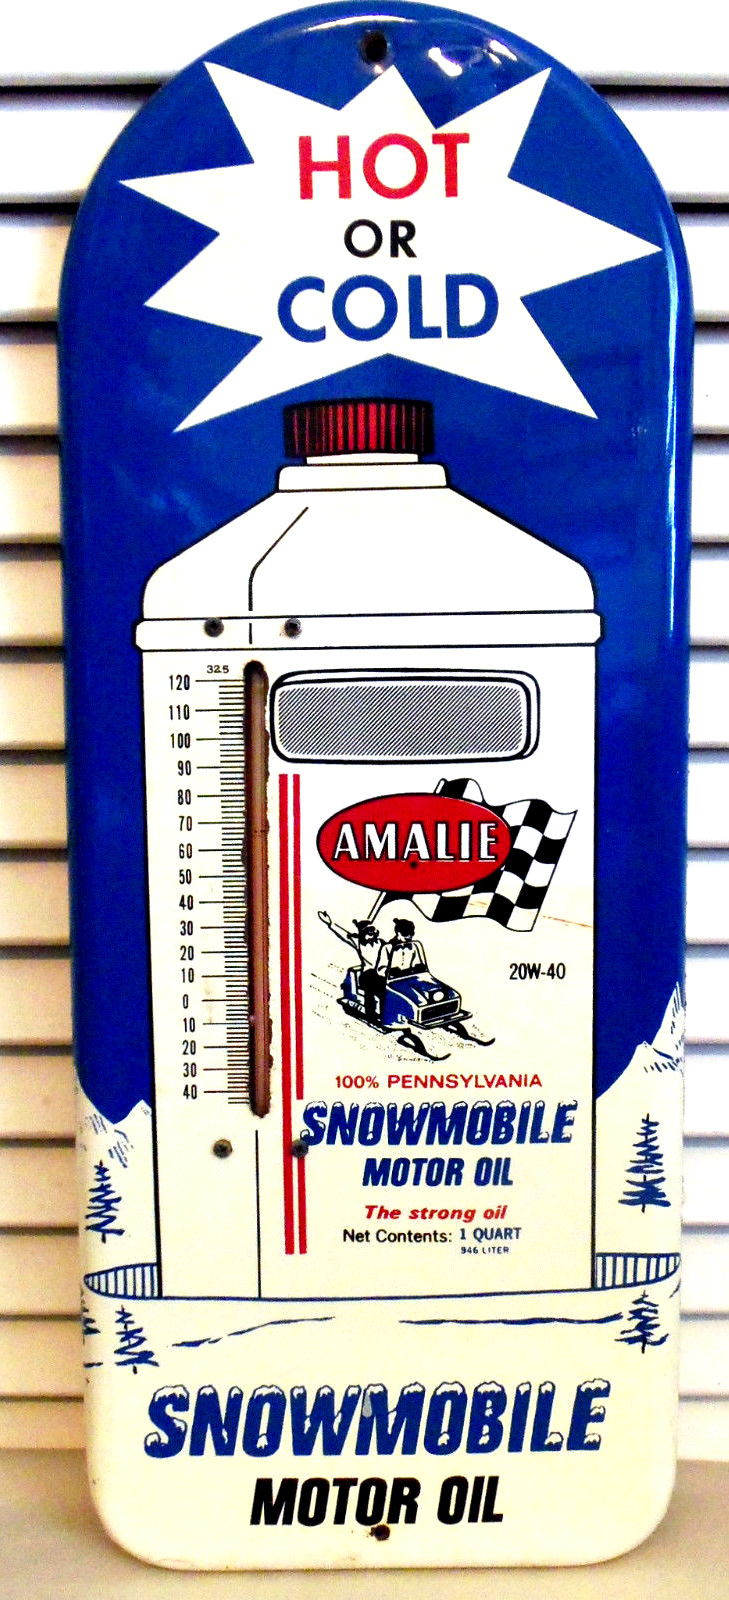 HOT
OR
COLD
325
120
110
100
90
80
70
60
50
40
30
20
10
0
10
20
30
40
AMALIE
20W-40
100% PENNSYLVANIA
SNOWMOBILE
MOTOR OIL
The strong oil
Net Contents: 1 QUART
946 LITER
SNOWMOBILE
MOTOR OIL